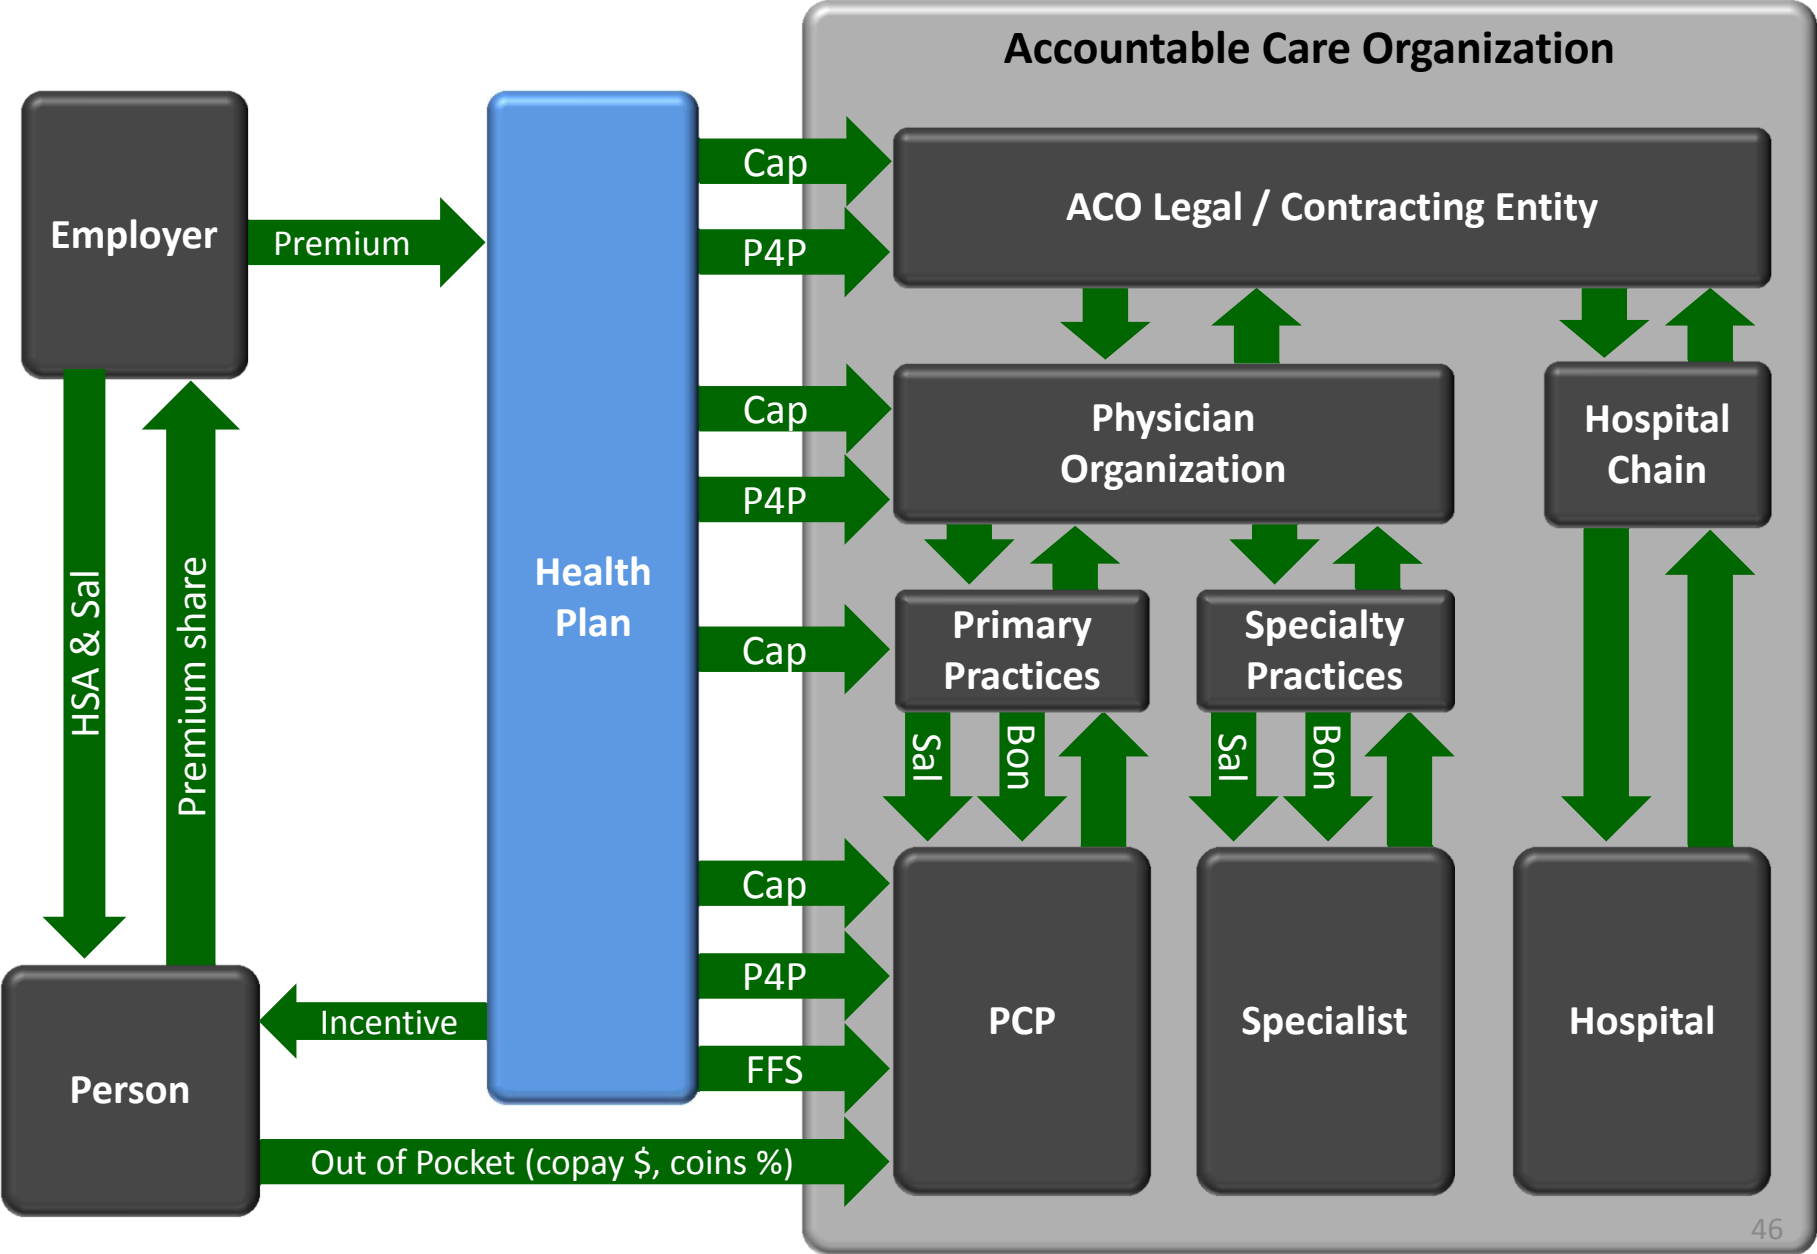 Accountable Care Organization
Employer
Premium
Health
Plan
Cap
P4P
ACO Legal / Contracting Entity
Cap
P4P
Physician
Organization
Hospital
Chain
HSA & Sal
Premium share
Cap
Primary
Practices
Specialty
Practices
Sal
Bon
Sal
Bon
Cap
P4P
FFS
PCP
Specialist
Hospital
Incentive
Person
Out of Pocket (copay $, coins %)
46